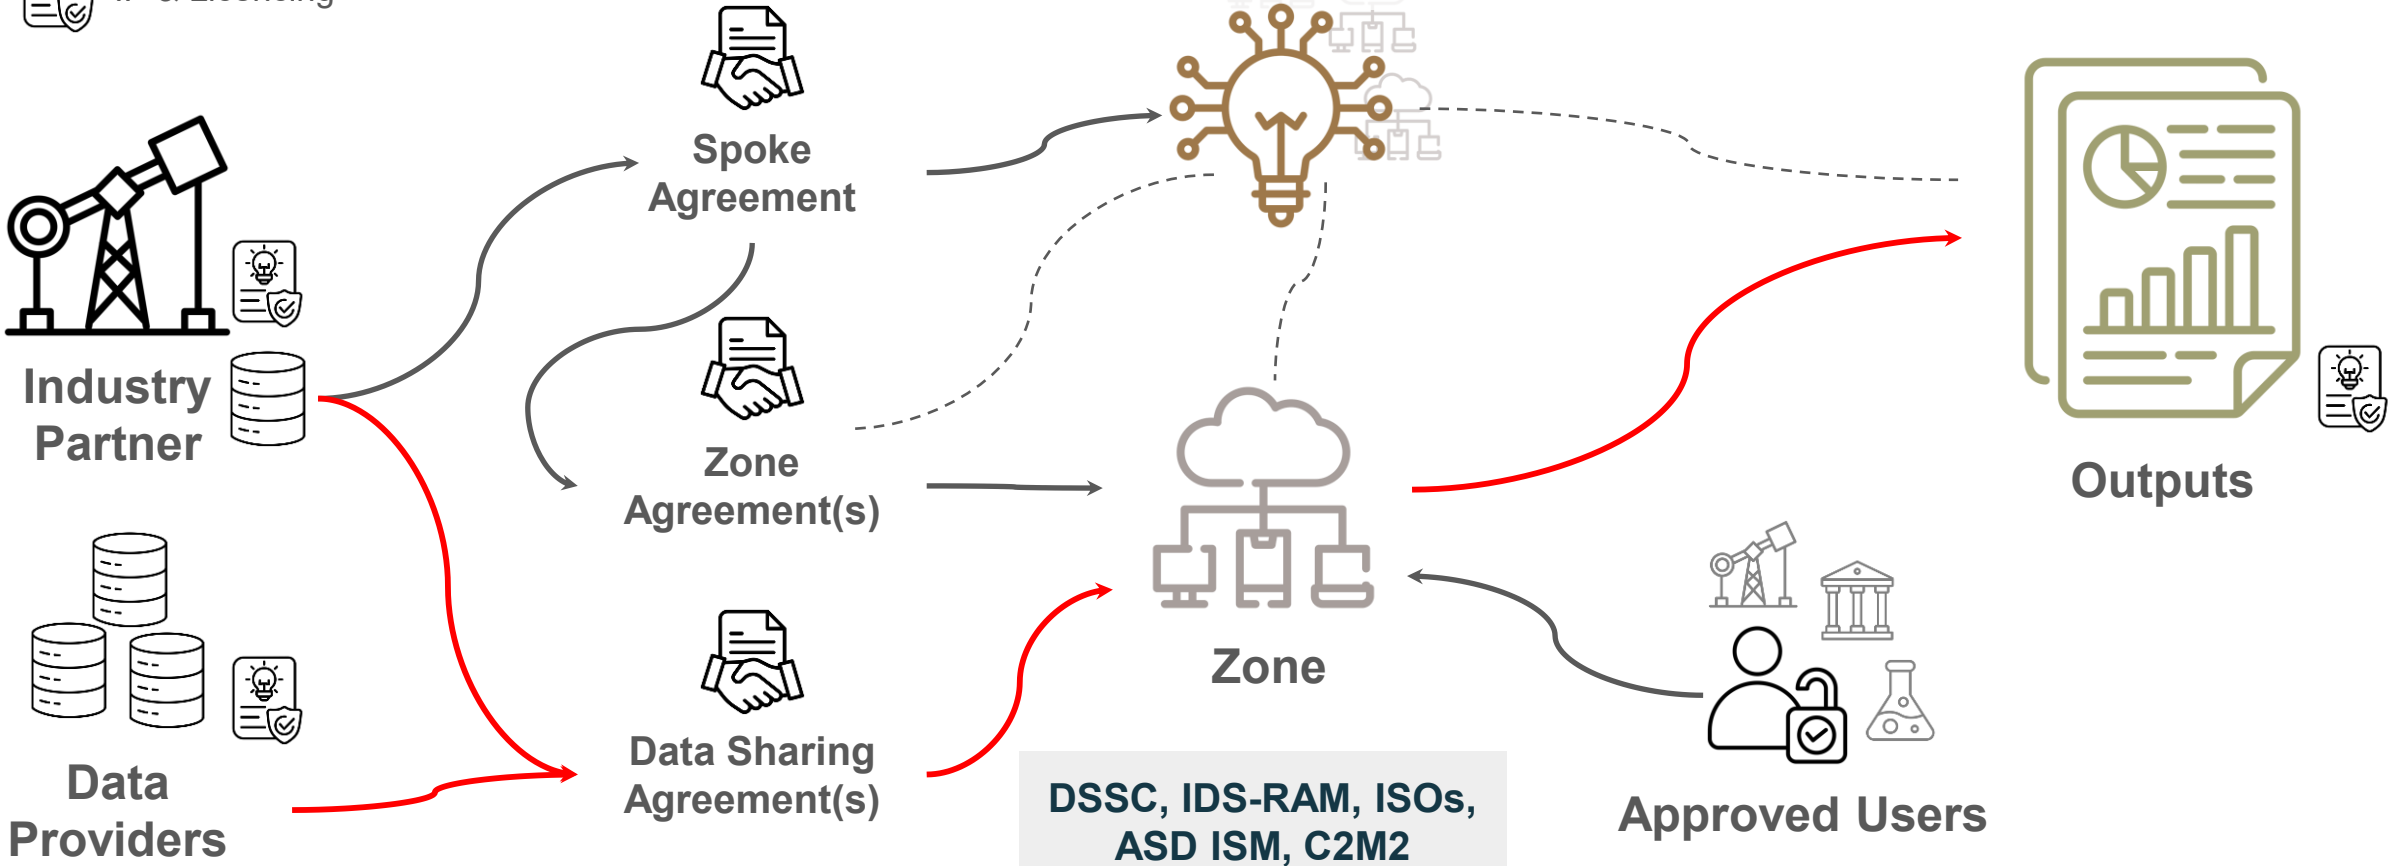 & Licencing
Spoke
Agreement
Industry
Partner
Zone
Agreement(s)
Outputs
Zone
Data Sharing
Agreement(s)
Data
Providers
DSSC, IDS-RAM, ISOs,
ASD ISM, C2M2
Approved Users